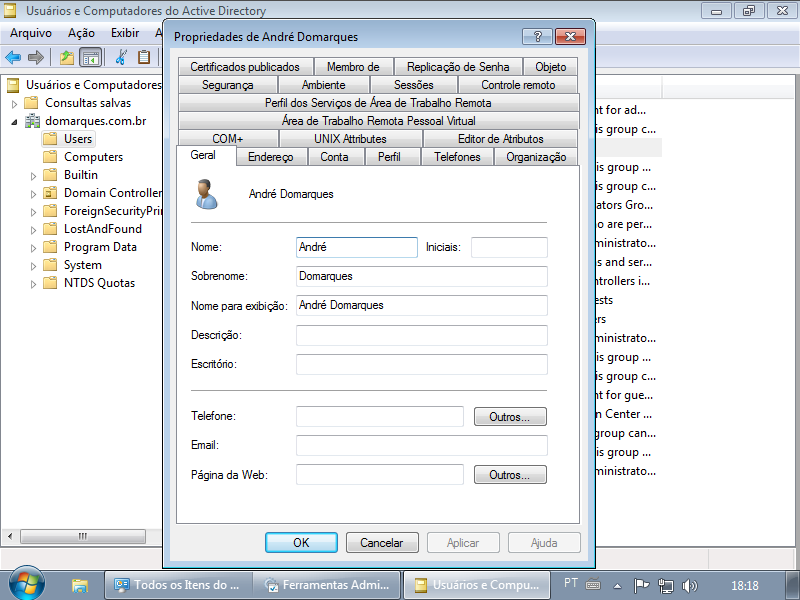 Usuários e Computadores do Active Directory
Arquivo Ação Exibir
Propriedades de André Domarques
Usuários e Computadores
Consultas salvas
domarques.com.br
Users
Computers
Builtin
Domain Controller
ForeignSecurityPri
LostAndFound
Program Data
System
NTDS Quotas
Certificados publicados Membro de Replicação de Senha Objeto
Segurança Ambiente Sessões Controle remoto
Perfil dos Serviços de Área de Trabalho Remota
Área de Trabalho Remota Pessoal Virtual
COM+ UNIX Attributes Editor de Atributos
Geral Endereço Conta Perfil Telefones Organização
André Domarques
Nome: André Iniciais:
Sobrenome: Domarques
Nome para exibição: André Domarques
Descrição:
Escritório:
Telefone: Outros...
Email:
Página da Web: Outros...
OK Cancelar Aplicar Ajuda
nt for ad...
is group c...
is group ...
is group c...
ators Gro...
o are per...
ministrato...
s and ser...
ntrollers i...
ests
ers
ministrato...
is group ...
is group c...
nt for gue...
n Center ...
group can...
is group ...
ministrato...
Todos os Itens do ... Ferramentas Admi... Usuários e Compu... PT 18:18